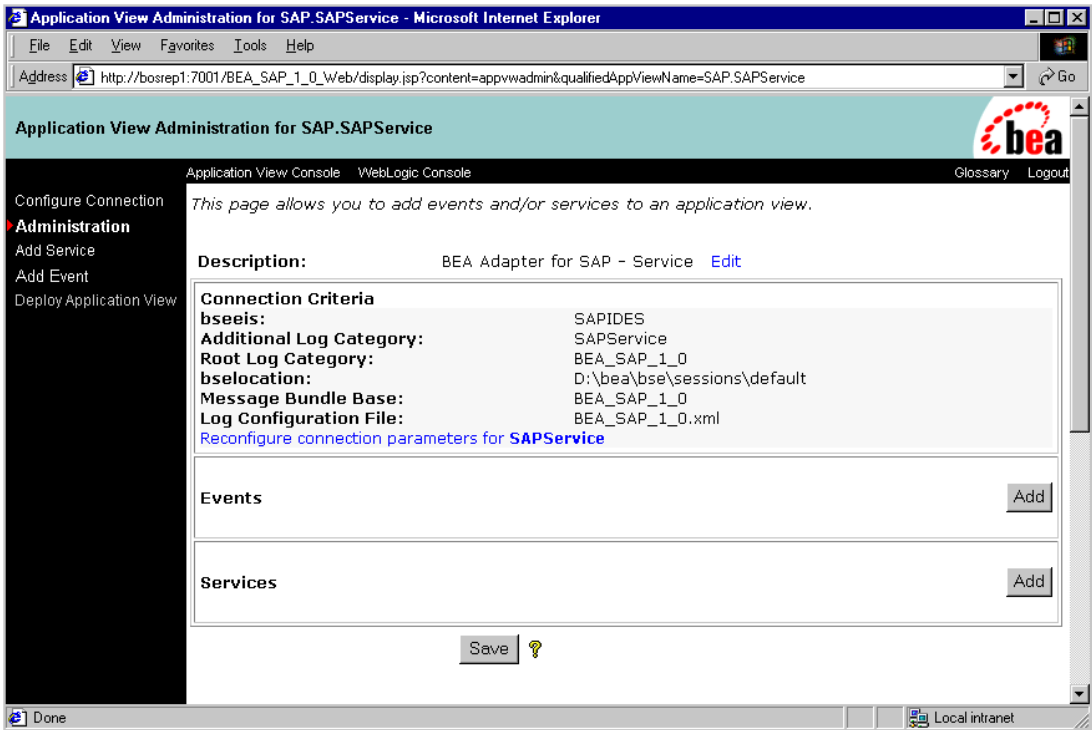 Application View Administration for SAP.SAPService - Microsoft Internet Explorer
File Edit View Favorites Tools Help
Address http://bosrep1:7001/BEA_SAP_1_0_Web/display.jsp?content=appvwadmin&qualifiedAppViewName=SAP.SAPService Go
Application View Administration for SAP.SAPService
bea
Application View Console WebLogic Console Glossary Logout
Configure Connection
Administration
Add Service
Add Event
Deploy Application View
This page allows you to add events and/or services to an application view.
Description: BEA Adapter for SAP - Service Edit
Connection Criteria
bseeis: SAPIDES
Additional Log Category: SAPService
Root Log Category: BEA_SAP_1_0
bselocation: D:\bea\bse\sessions\default
Message Bundle Base: BEA_SAP_1_0
Log Configuration File: BEA_SAP_1_0.xml
Reconfigure connection parameters for SAPService
Events Add
Services Add
Save ?
Done Local intranet